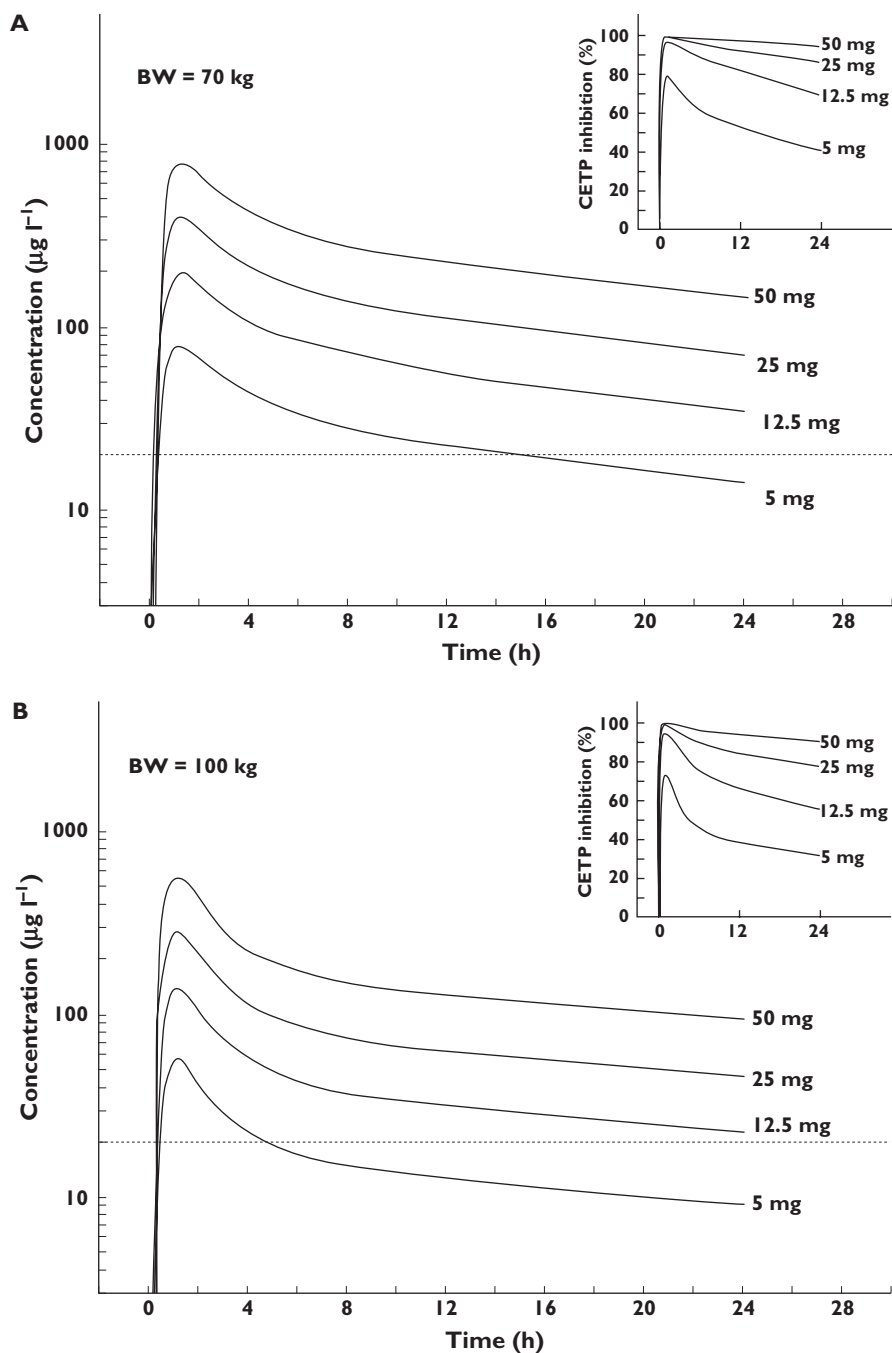 A
BW = 70 kg
1000
100
10
Concentration (µg l⁻¹)
0 4 8 12 16 20 24 28
Time (h)
50 mg
25 mg
12.5 mg
5 mg
100
80
60
40
20
0
CETP inhibition (%)
0 12 24
50 mg
25 mg
12.5 mg
5 mg
B
BW = 100 kg
1000
100
10
Concentration (µg l⁻¹)
0 4 8 12 16 20 24 28
Time (h)
50 mg
25 mg
12.5 mg
5 mg
100
80
60
40
20
0
CETP inhibition (%)
0 12 24
50 mg
25 mg
12.5 mg
5 mg